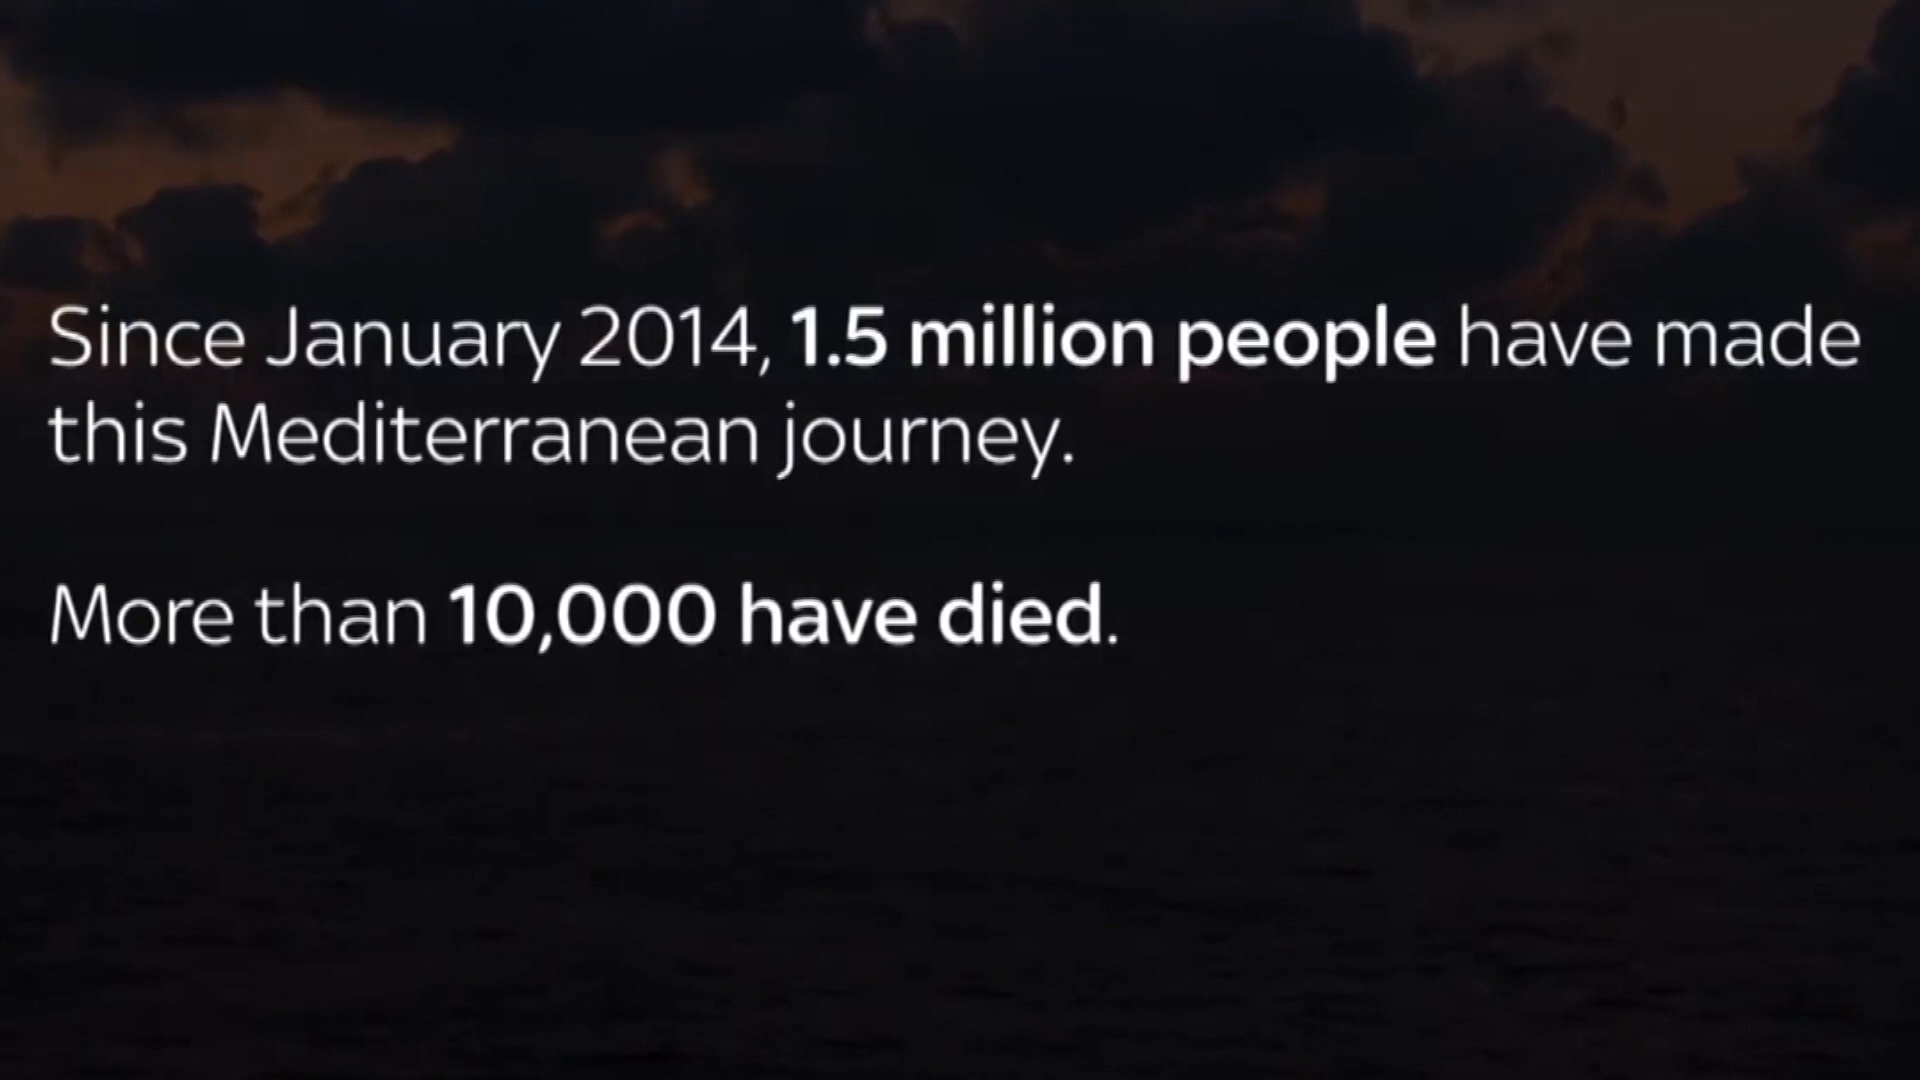 Since January 2014, 1.5 million people have made
this Mediterranean journey.
More than 10,000 have died.